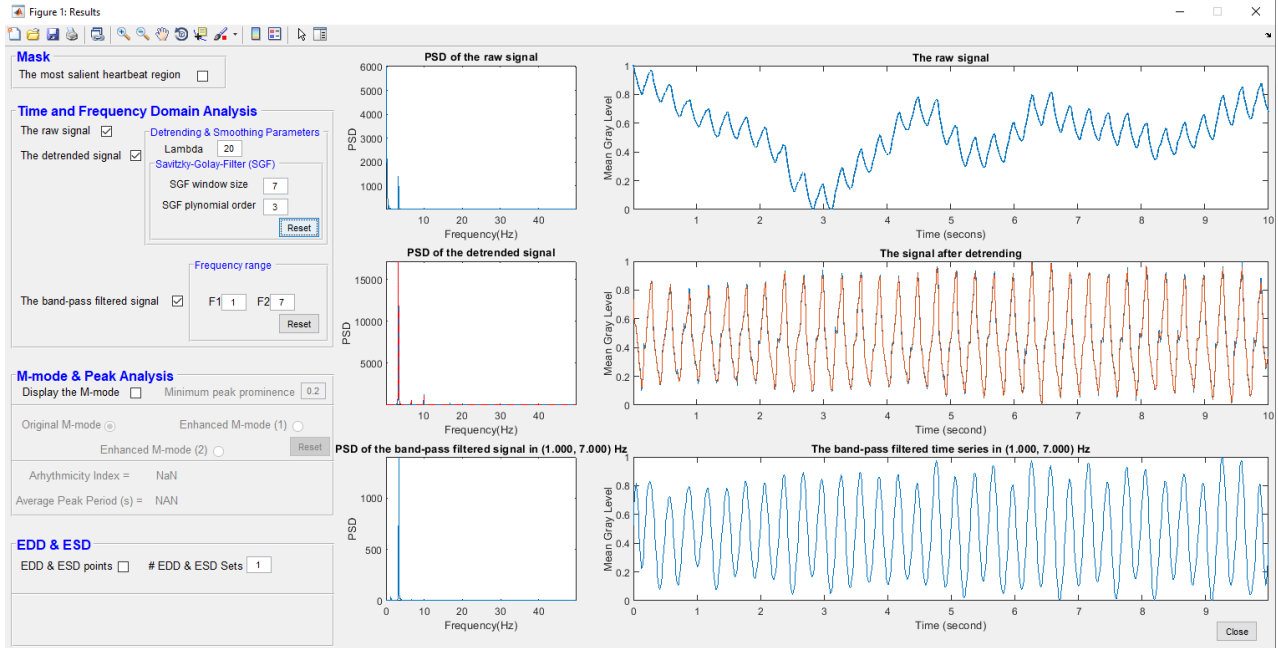 Figure 1: Results
Mask
The most salient heartbeat region
Time and Frequency Domain Analysis
The raw signal
Detrending & Smoothing Parameters
Lambda 20
The detrended signal
Savitzky-Golay-Filter (SGF)
SGF window size 7
SGF plynomial order 3
Reset
Frequency range
The band-pass filtered signal
F1 1 F2 7
Reset
M-mode & Peak Analysis
Display the M-mode
Minimum peak prominence 0.2
Original M-mode
Enhanced M-mode (1)
Enhanced M-mode (2)
Reset
Arhythmicity Index = NaN
Average Peak Period (s) = NAN
EDD & ESD
EDD & ESD points
# EDD & ESD Sets 1
PSD of the raw signal
6000
5000
4000
3000
2000
1000
PSD
10 20 30 40
Frequency(Hz)
The raw signal
1
0.8
0.6
0.4
0.2
0
Mean Gray Level
1 2 3 4 5 6 7 8 9 10
Time (secons)
PSD of the detrended signal
15000
10000
5000
PSD
10 20 30 40
Frequency(Hz)
The signal after detrending
1
0.8
0.6
0.4
0.2
0
Mean Gray Level
1 2 3 4 5 6 7 8 9 10
Time (second)
PSD of the band-pass filtered signal in (1.000, 7.000) Hz
1000
500
0
PSD
0 10 20 30 40
Frequency(Hz)
The band-pass filtered time series in (1.000, 7.000) Hz
1
0.8
0.6
0.4
0.2
0
Mean Gray Level
0 1 2 3 4 5 6 7 8 9
Time (second)
Close